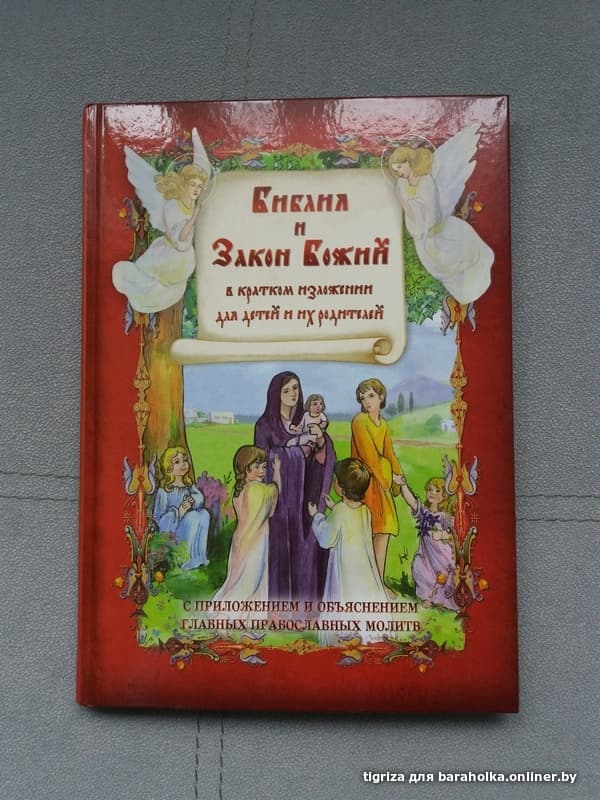 Библия
и
Закон Божий
в кратком изложении
для детей и их родителей
С ПРИЛОЖЕНИЕМ И ОБЪЯСНЕНИЕМ
ГЛАВНЫХ ПРАВОСЛАВНЫХ МОЛИТВ
tigriza для baraholka.onliner.by